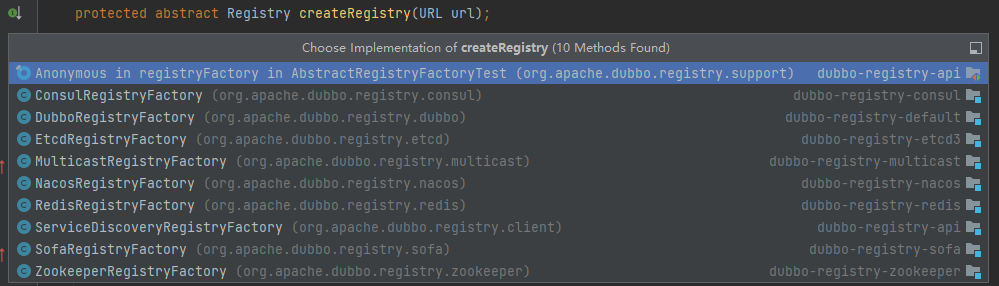 protected abstract Registry createRegistry(URL url);
Choose Implementation of createRegistry (10 Methods Found)
Anonymous in registryFactory in AbstractRegistryFactoryTest (org.apache.dubbo.registry.support) dubbo-registry-api
ConsulRegistryFactory (org.apache.dubbo.registry.consul) dubbo-registry-consul
DubboRegistryFactory (org.apache.dubbo.registry.dubbo) dubbo-registry-default
EtcdRegistryFactory (org.apache.dubbo.registry.etcd) dubbo-registry-etcd3
MulticastRegistryFactory (org.apache.dubbo.registry.multicast) dubbo-registry-multicast
NacosRegistryFactory (org.apache.dubbo.registry.nacos) dubbo-registry-nacos
RedisRegistryFactory (org.apache.dubbo.registry.redis) dubbo-registry-redis
ServiceDiscoveryRegistryFactory (org.apache.dubbo.registry.client) dubbo-registry-api
SofaRegistryFactory (org.apache.dubbo.registry.sofa) dubbo-registry-sofa
ZookeeperRegistryFactory (org.apache.dubbo.registry.zookeeper) dubbo-registry-zookeeper